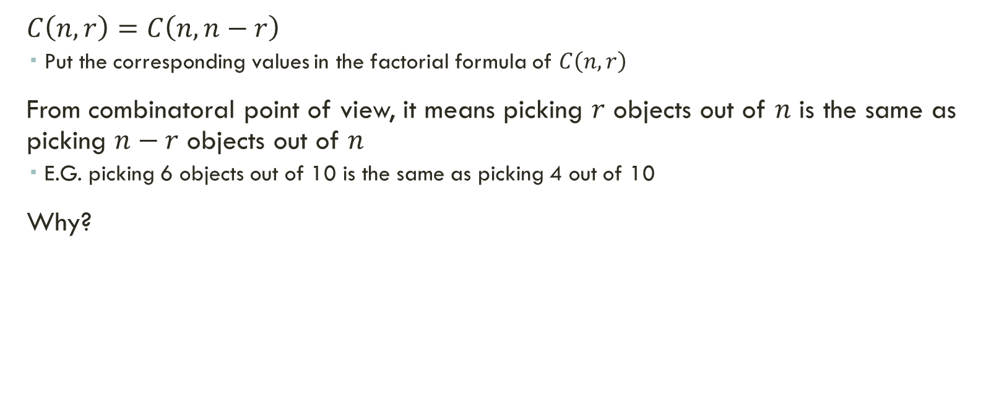 C(n, r) = C(n, n − r)
▪ Put the corresponding values in the factorial formula of C(n, r)
From combinatoral point of view, it means picking r objects out of n is the same as
picking n − r objects out of n
▪ E.G. picking 6 objects out of 10 is the same as picking 4 out of 10
Why?